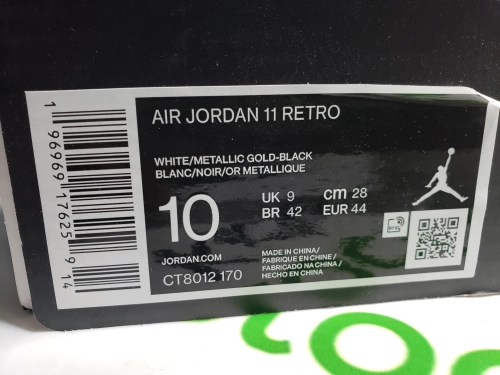 AIR JORDAN 11 RETRO
WHITE/METALLIC GOLD-BLACK
BLANC/NOIR/OR METALLIQUE
10
UK 9
cm 28
BR 42
EUR 44
JORDAN.COM
CT8012 170
MADE IN CHINA/
FABRIQUE EN CHINE/
FABRICADO NA CHINA/
HECHO EN CHINA
1 96969 17625 9 14